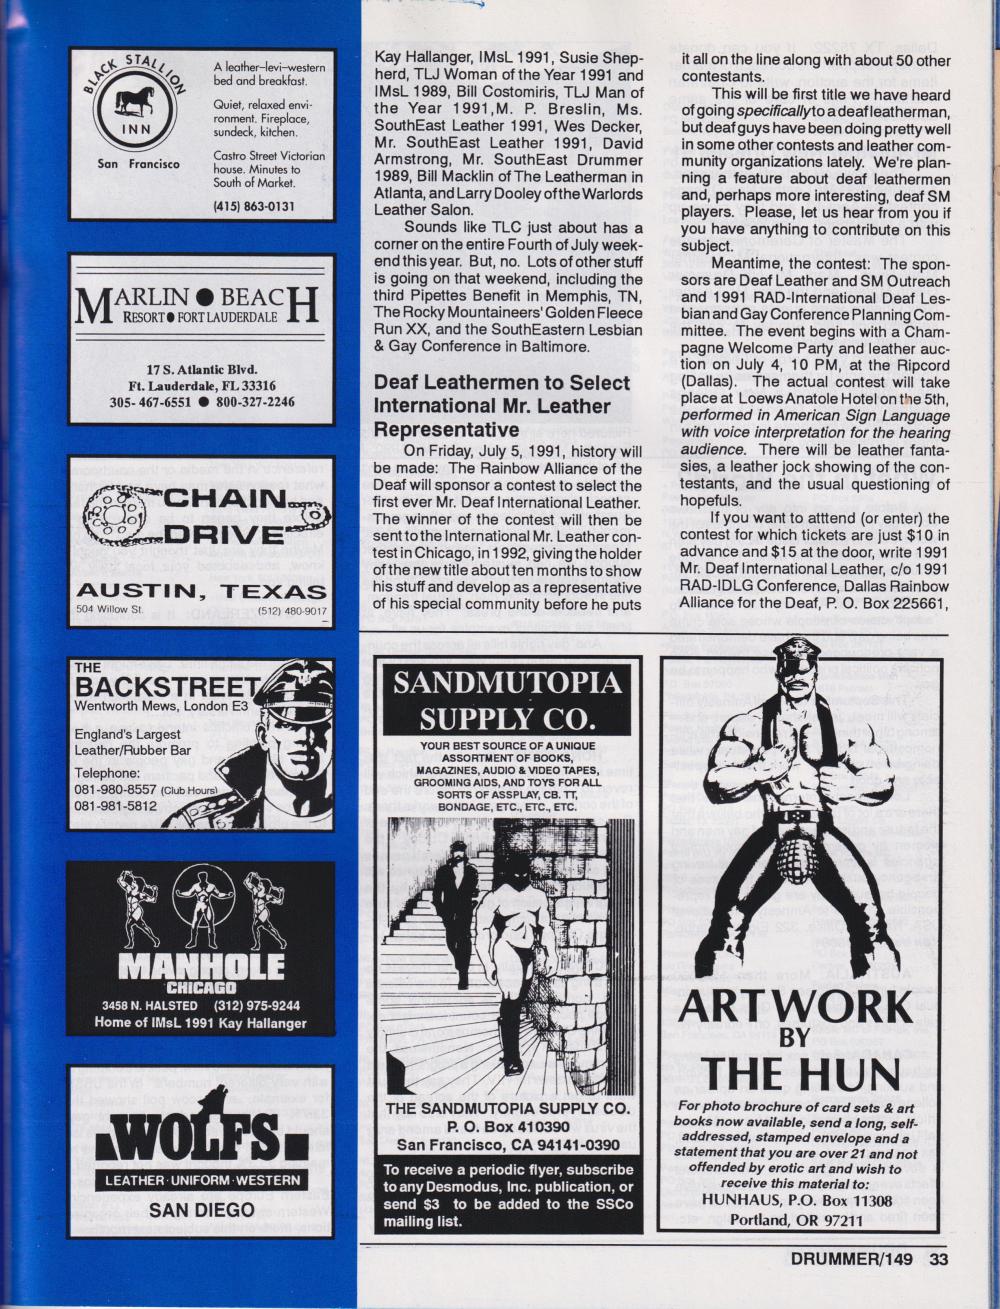 BLACK STALLION
INN
San Francisco
A leather–levi–western
bed and breakfast.
Quiet, relaxed envi-
ronment. Fireplace,
sundeck, kitchen.
Castro Street Victorian
house. Minutes to
South of Market.
(415) 863-0131
MARLIN ● BEACH
RESORT ● FORT LAUDERDALE
17 S. Atlantic Blvd.
Ft. Lauderdale, FL 33316
305- 467-6551 ● 800-327-2246
CHAIN
DRIVE
AUSTIN, TEXAS
504 Willow St. (512) 480-9017
THE
BACKSTREET
Wentworth Mews, London E3
England's Largest
Leather/Rubber Bar
Telephone:
081-980-8557 (Club Hours)
081-981-5812
MANHOLE
CHICAGO
3458 N. HALSTED (312) 975-9244
Home of IMsL 1991 Kay Hallanger
WOLFS
LEATHER · UNIFORM · WESTERN
SAN DIEGO
Kay Hallanger, IMsL 1991, Susie Shep-
herd, TLJ Woman of the Year 1991 and
IMsL 1989, Bill Costomiris, TLJ Man of
the Year 1991,M. P. Breslin, Ms.
SouthEast Leather 1991, Wes Decker,
Mr. SouthEast Leather 1991, David
Armstrong, Mr. SouthEast Drummer
1989, Bill Macklin of The Leatherman in
Atlanta, and Larry Dooley of the Warlords
Leather Salon.
Sounds like TLC just about has a
corner on the entire Fourth of July week-
end this year. But, no. Lots of other stuff
is going on that weekend, including the
third Pipettes Benefit in Memphis, TN,
The Rocky Mountaineers' Golden Fleece
Run XX, and the SouthEastern Lesbian
& Gay Conference in Baltimore.
Deaf Leathermen to Select
International Mr. Leather
Representative
On Friday, July 5, 1991, history will
be made: The Rainbow Alliance of the
Deaf will sponsor a contest to select the
first ever Mr. Deaf International Leather.
The winner of the contest will then be
sent to the International Mr. Leather con-
test in Chicago, in 1992, giving the holder
of the new title about ten months to show
his stuff and develop as a representative
of his special community before he puts
it all on the line along with about 50 other
contestants.
This will be first title we have heard
of going specifically to a deaf leatherman,
but deaf guys have been doing pretty well
in some other contests and leather com-
munity organizations lately. We're plan-
ning a feature about deaf leathermen
and, perhaps more interesting, deaf SM
players. Please, let us hear from you if
you have anything to contribute on this
subject.
Meantime, the contest: The spon-
sors are Deaf Leather and SM Outreach
and 1991 RAD-International Deaf Les-
bian and Gay Conference Planning Com-
mittee. The event begins with a Cham-
pagne Welcome Party and leather auc-
tion on July 4, 10 PM, at the Ripcord
(Dallas). The actual contest will take
place at Loews Anatole Hotel on the 5th,
performed in American Sign Language
with voice interpretation for the hearing
audience. There will be leather fanta-
sies, a leather jock showing of the con-
testants, and the usual questioning of
hopefuls.
If you want to atttend (or enter) the
contest for which tickets are just $10 in
advance and $15 at the door, write 1991
Mr. Deaf International Leather, c/o 1991
RAD-IDLG Conference, Dallas Rainbow
Alliance for the Deaf, P. O. Box 225661,
SANDMUTOPIA
SUPPLY CO.
YOUR BEST SOURCE OF A UNIQUE
ASSORTMENT OF BOOKS,
MAGAZINES, AUDIO & VIDEO TAPES,
GROOMING AIDS, AND TOYS FOR ALL
SORTS OF ASSPLAY, CB. TT,
BONDAGE, ETC., ETC., ETC.
THE SANDMUTOPIA SUPPLY CO.
P. O. Box 410390
San Francisco, CA 94141-0390
To receive a periodic flyer, subscribe
to any Desmodus, Inc. publication, or
send $3 to be added to the SSCo
mailing list.
ART WORK
BY
THE HUN
For photo brochure of card sets & art
books now available, send a long, self-
addressed, stamped envelope and a
statement that you are over 21 and not
offended by erotic art and wish to
receive this material to:
HUNHAUS, P.O. Box 11308
Portland, OR 97211
DRUMMER/149 33